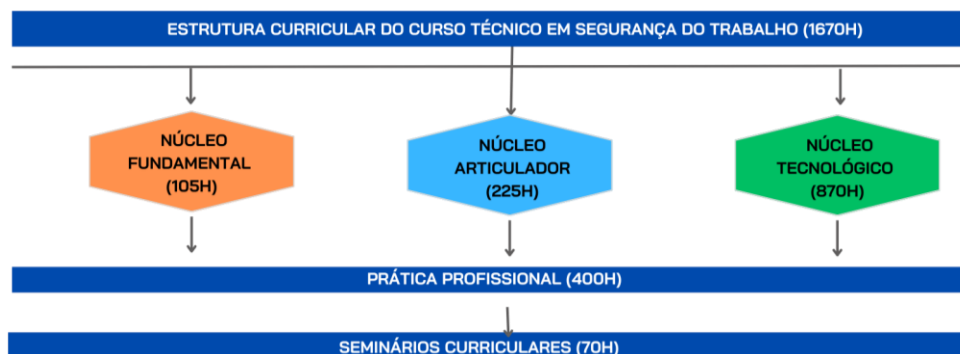 ESTRUTURA CURRICULAR DO CURSO TÉCNICO EM SEGURANÇA DO TRABALHO (1670H)
NÚCLEO
FUNDAMENTAL
(105H)
NÚCLEO
ARTICULADOR
(225H)
NÚCLEO
TECNOLÓGICO
(870H)
PRÁTICA PROFISSIONAL (400H)
SEMINÁRIOS CURRICULARES (70H)